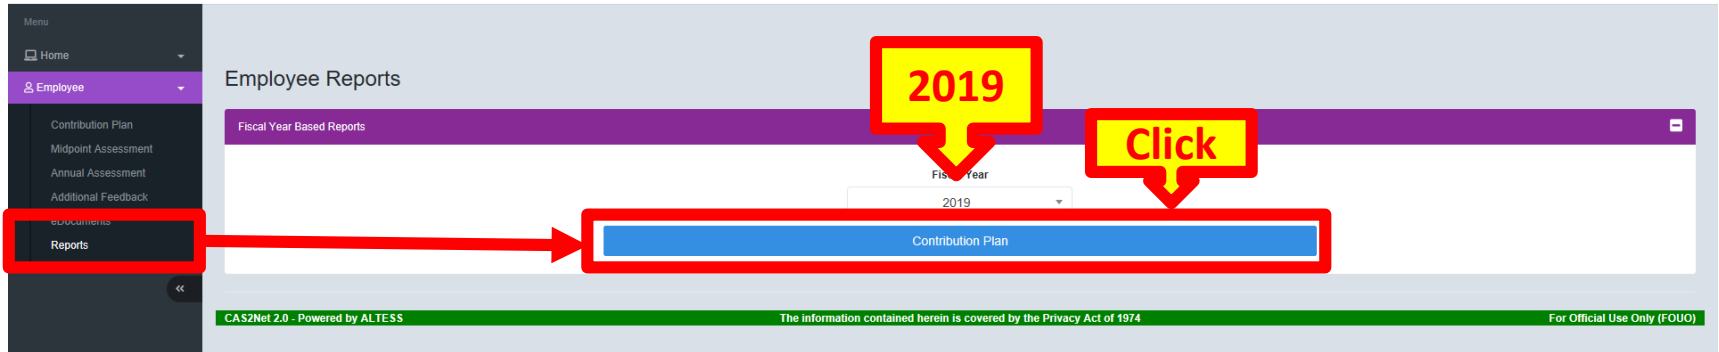 Menu
Home
Employee
Contribution Plan
Midpoint Assessment
Annual Assessment
Additional Feedback
eDocuments
Reports
«
Employee Reports
Fiscal Year Based Reports
2019
Click
Fiscal Year
2019
Contribution Plan
CAS2Net 2.0 - Powered by ALTESS
The information contained herein is covered by the Privacy Act of 1974
For Official Use Only (FOUO)